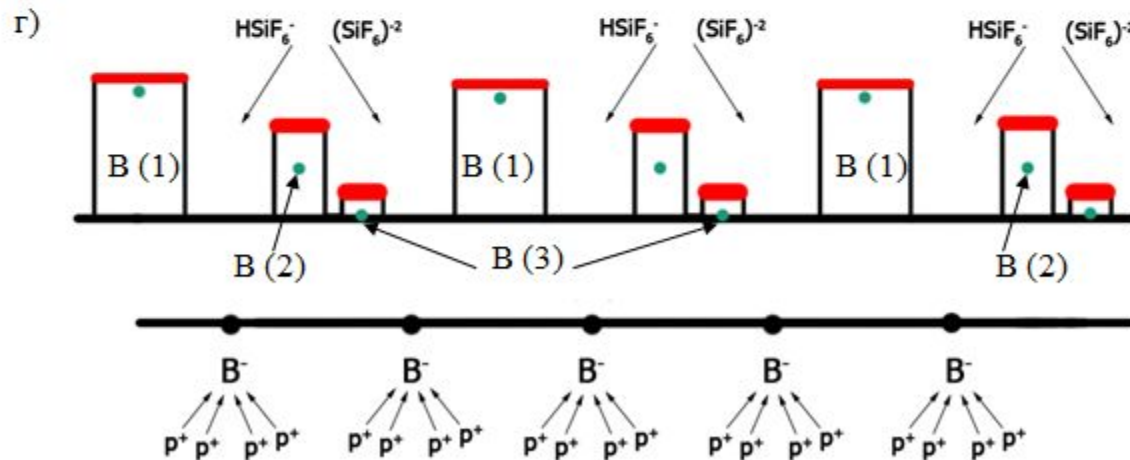 г)
HSiF₆⁻ (SiF₆)⁻² HSiF₆⁻ (SiF₆)⁻² HSiF₆⁻ (SiF₆)⁻²
B (1) B (1) B (1)
B (2) B (3) B (2)
B⁻ B⁻ B⁻ B⁻ B⁻
p⁺ p⁺ p⁺ p⁺ p⁺ p⁺ p⁺ p⁺ p⁺ p⁺ p⁺ p⁺ p⁺ p⁺ p⁺ p⁺ p⁺ p⁺ p⁺ p⁺